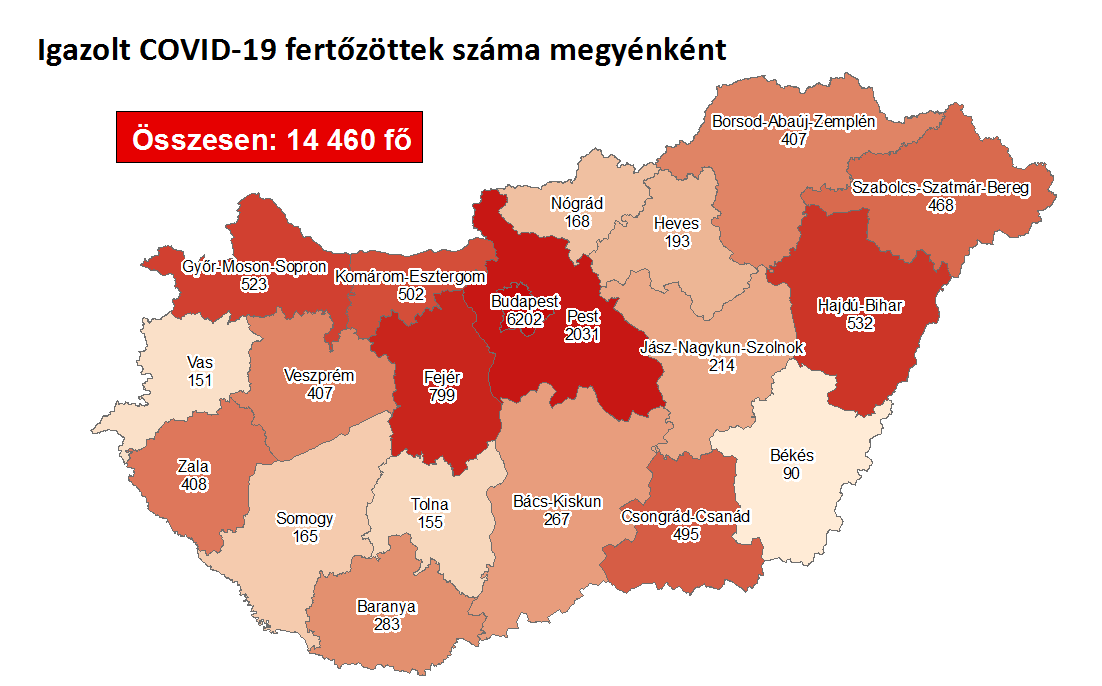 Igazolt COVID-19 fertőzöttek száma megyénként
Összesen: 14 460 fő
Borsod-Abaúj-Zemplén
407
Szabolcs-Szatmár-Bereg
468
Nógrád
168
Heves
193
Győr-Moson-Sopron
523
Komárom-Esztergom
502
Budapest
6202
Pest
2031
Hajdú-Bihar
532
Jász-Nagykun-Szolnok
214
Vas
151
Veszprém
407
Fejér
799
Zala
408
Somogy
165
Tolna
155
Bács-Kiskun
267
Csongrád-Csanád
495
Békés
90
Baranya
283